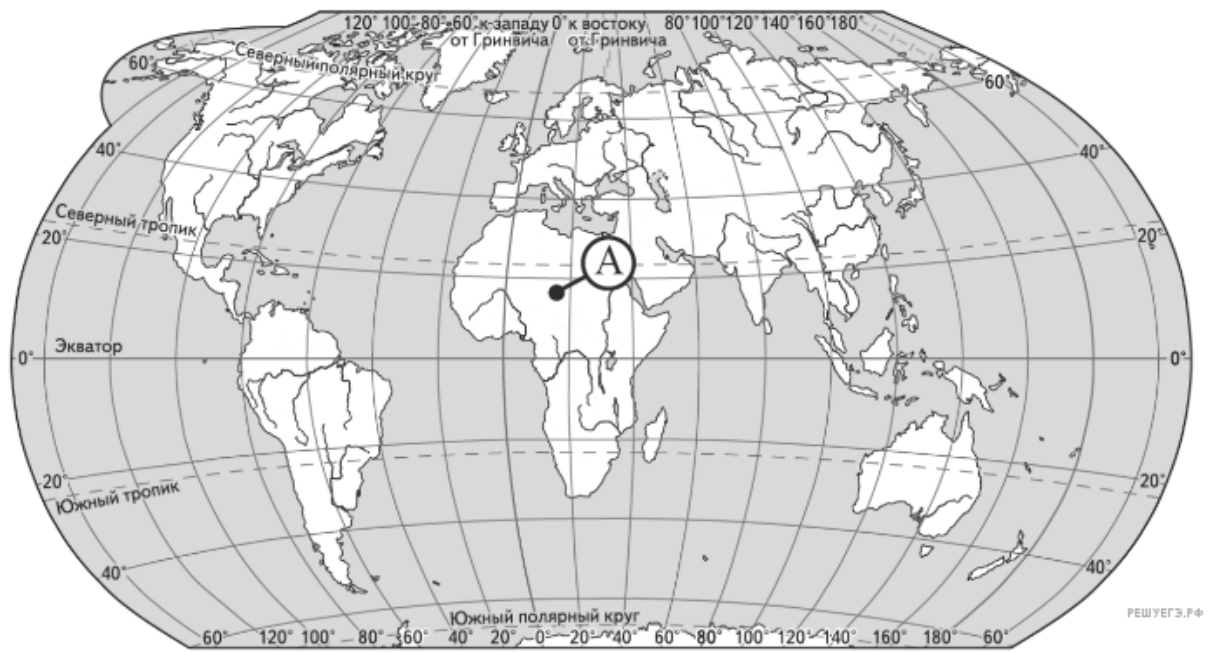 120° 100° 80° 60° к западу 0° к востоку 80° 100° 120° 140° 160° 180°
от Гринвича от Гринвича
Северный полярный круг
60° 60°
40° 40°
Северный тропик
20° 20°
А
Экватор
0° 0°
20° 20°
Южный тропик
40° 40°
Южный полярный круг
РЕШУЕГЭ.РФ
60° 120° 100° 80° 60° 40° 20° 0° 20° 40° 60° 80° 100° 120° 140° 160° 180° 60°